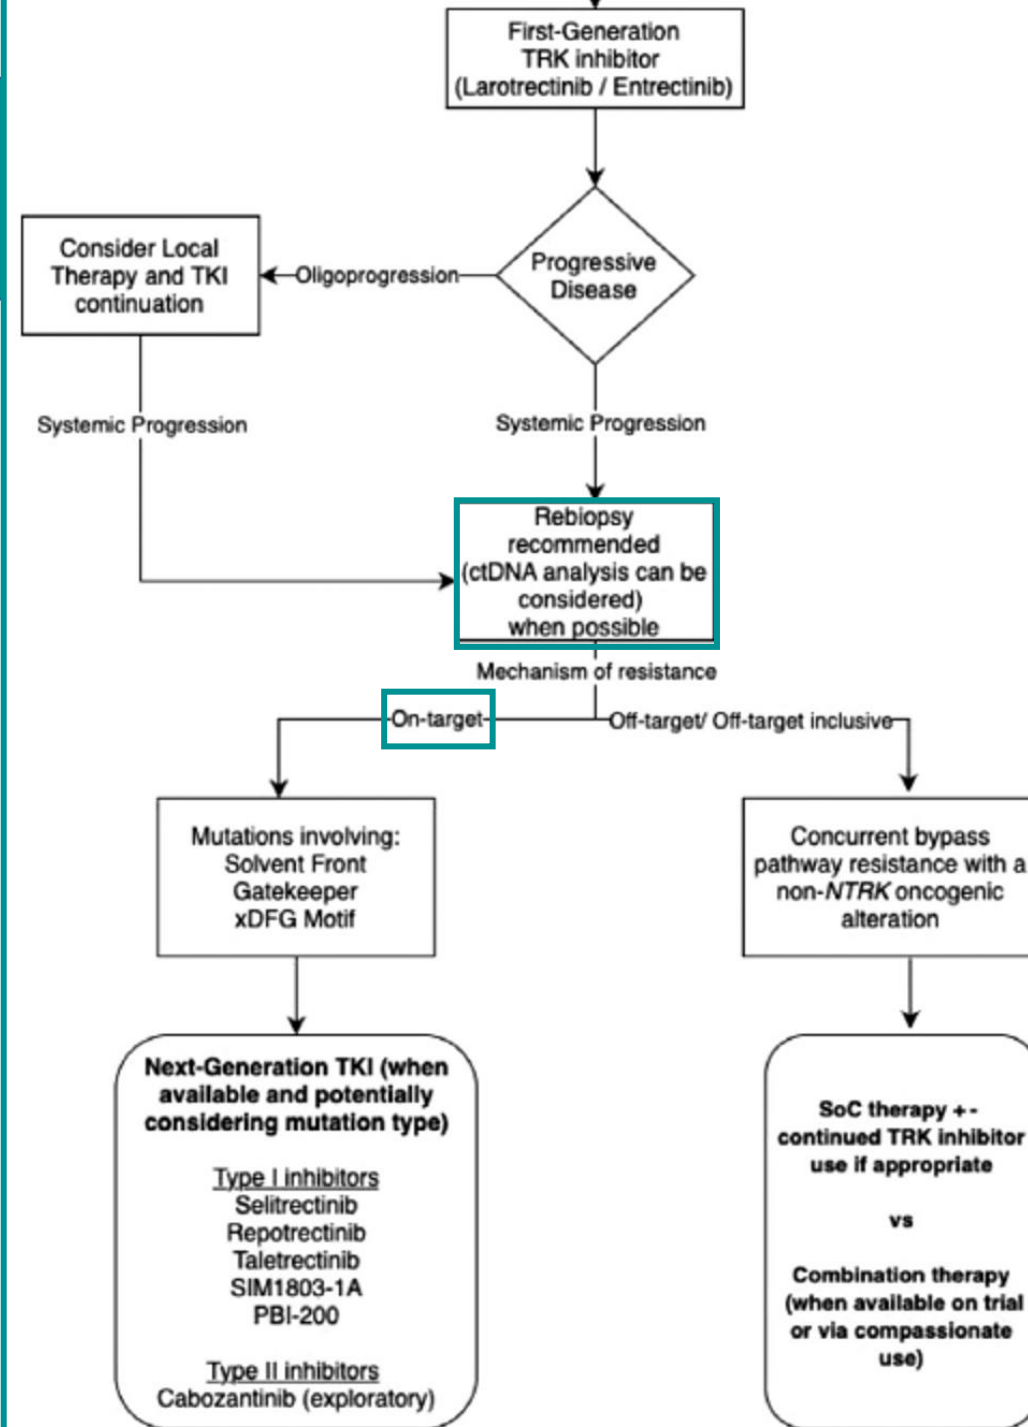 First-Generation
TRK inhibitor
(Larotrectinib / Entrectinib)
Consider Local
Therapy and TKI
continuation
Oligoprogression
Progressive
Disease
Systemic Progression
Systemic Progression
Rebiopsy
recommended
(ctDNA analysis can be
considered)
when possible
Mechanism of resistance
On-target
Off-target/ Off-target inclusive
Mutations involving:
Solvent Front
Gatekeeper
xDFG Motif
Concurrent bypass
pathway resistance with a
non-NTRK oncogenic
alteration
Next-Generation TKI (when
available and potentially
considering mutation type)
Type I inhibitors
Selitrectinib
Repotrectinib
Taletrectinib
SIM1803-1A
PBI-200
Type II inhibitors
Cabozantinib (exploratory)
SoC therapy + -
continued TRK inhibitor
use if appropriate
vs
Combination therapy
(when available on trial
or via compassionate
use)